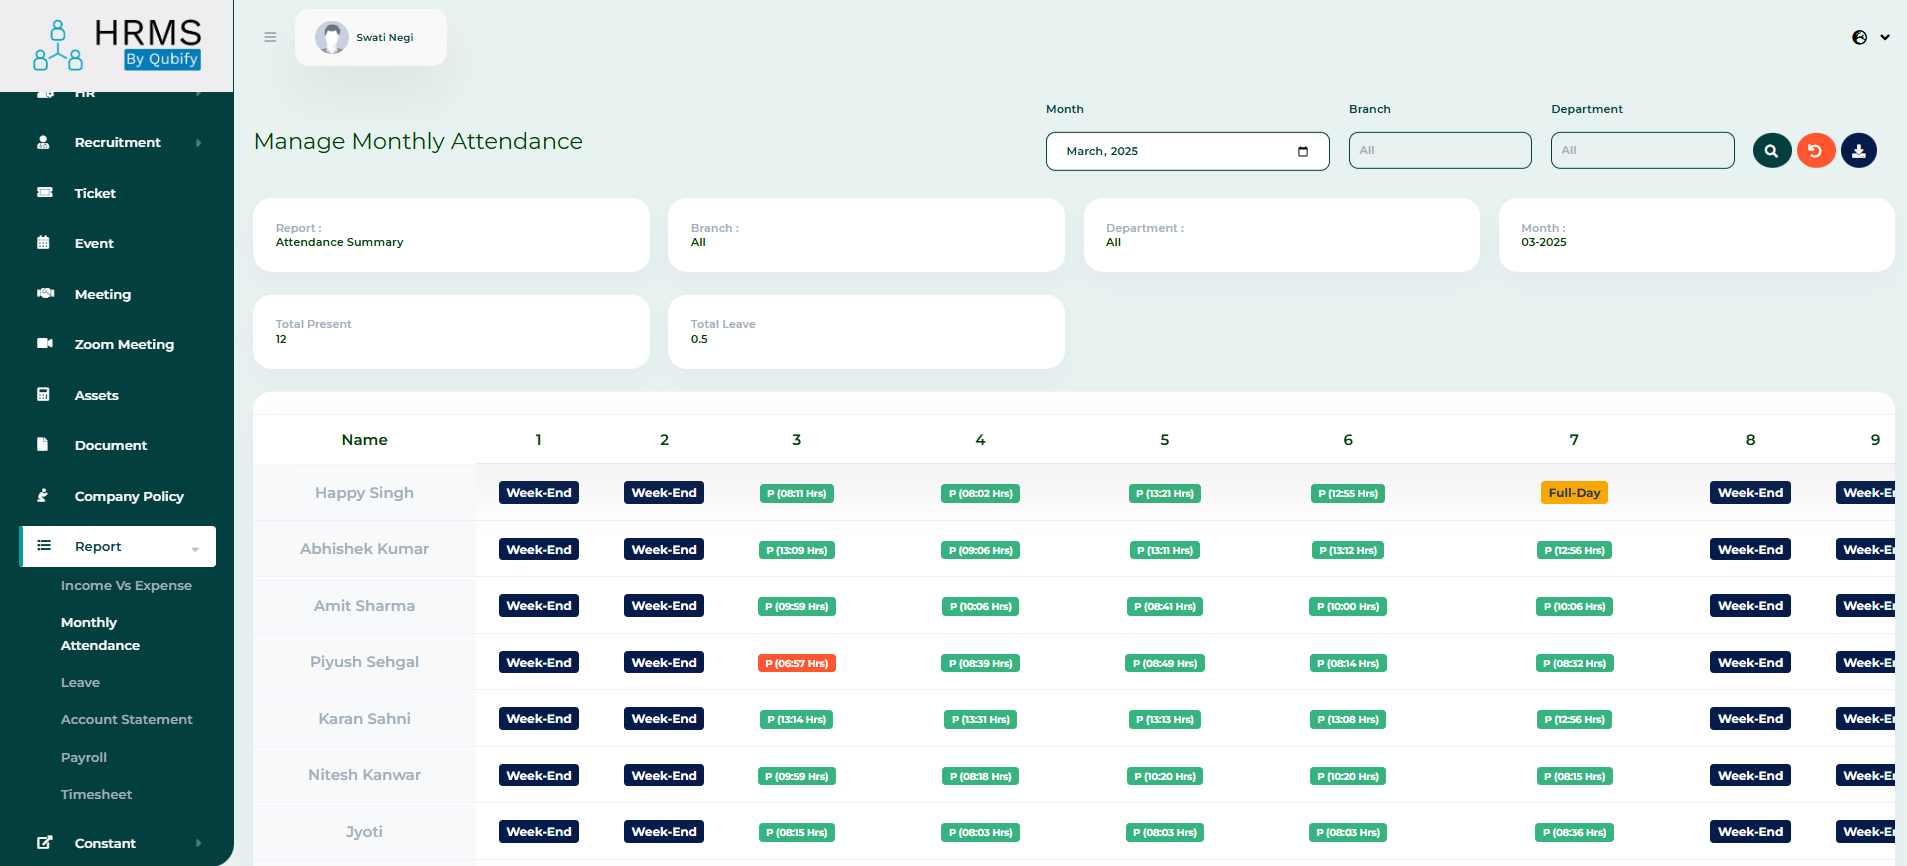 HRMS
By Qubify
Swati Negi
HR
Recruitment
Ticket
Event
Meeting
Zoom Meeting
Assets
Document
Company Policy
Report
Income Vs Expense
Monthly
Attendance
Leave
Account Statement
Payroll
Timesheet
Constant
Manage Monthly Attendance
Month
March, 2025
Branch
All
Department
All
Report :
Attendance Summary
Branch :
All
Department :
All
Month :
03-2025
Total Present
12
Total Leave
0.5
Name 1 2 3 4 5 6 7 8 9
Happy Singh Week-End Week-End P (08:11 Hrs) P (08:02 Hrs) P (13:21 Hrs) P (12:55 Hrs) Full-Day Week-End Week-E
Abhishek Kumar Week-End Week-End P (13:09 Hrs) P (09:06 Hrs) P (13:11 Hrs) P (13:12 Hrs) P (12:56 Hrs) Week-End Week-E
Amit Sharma Week-End Week-End P (09:59 Hrs) P (10:06 Hrs) P (08:41 Hrs) P (10:00 Hrs) P (10:06 Hrs) Week-End Week-E
Piyush Sehgal Week-End Week-End P (06:57 Hrs) P (08:39 Hrs) P (08:49 Hrs) P (08:14 Hrs) P (08:32 Hrs) Week-End Week-E
Karan Sahni Week-End Week-End P (13:14 Hrs) P (13:31 Hrs) P (13:13 Hrs) P (13:08 Hrs) P (12:56 Hrs) Week-End Week-E
Nitesh Kanwar Week-End Week-End P (09:59 Hrs) P (08:18 Hrs) P (10:20 Hrs) P (10:20 Hrs) P (08:15 Hrs) Week-End Week-E
Jyoti Week-End Week-End P (08:15 Hrs) P (08:03 Hrs) P (08:03 Hrs) P (08:03 Hrs) P (08:36 Hrs) Week-End Week-E